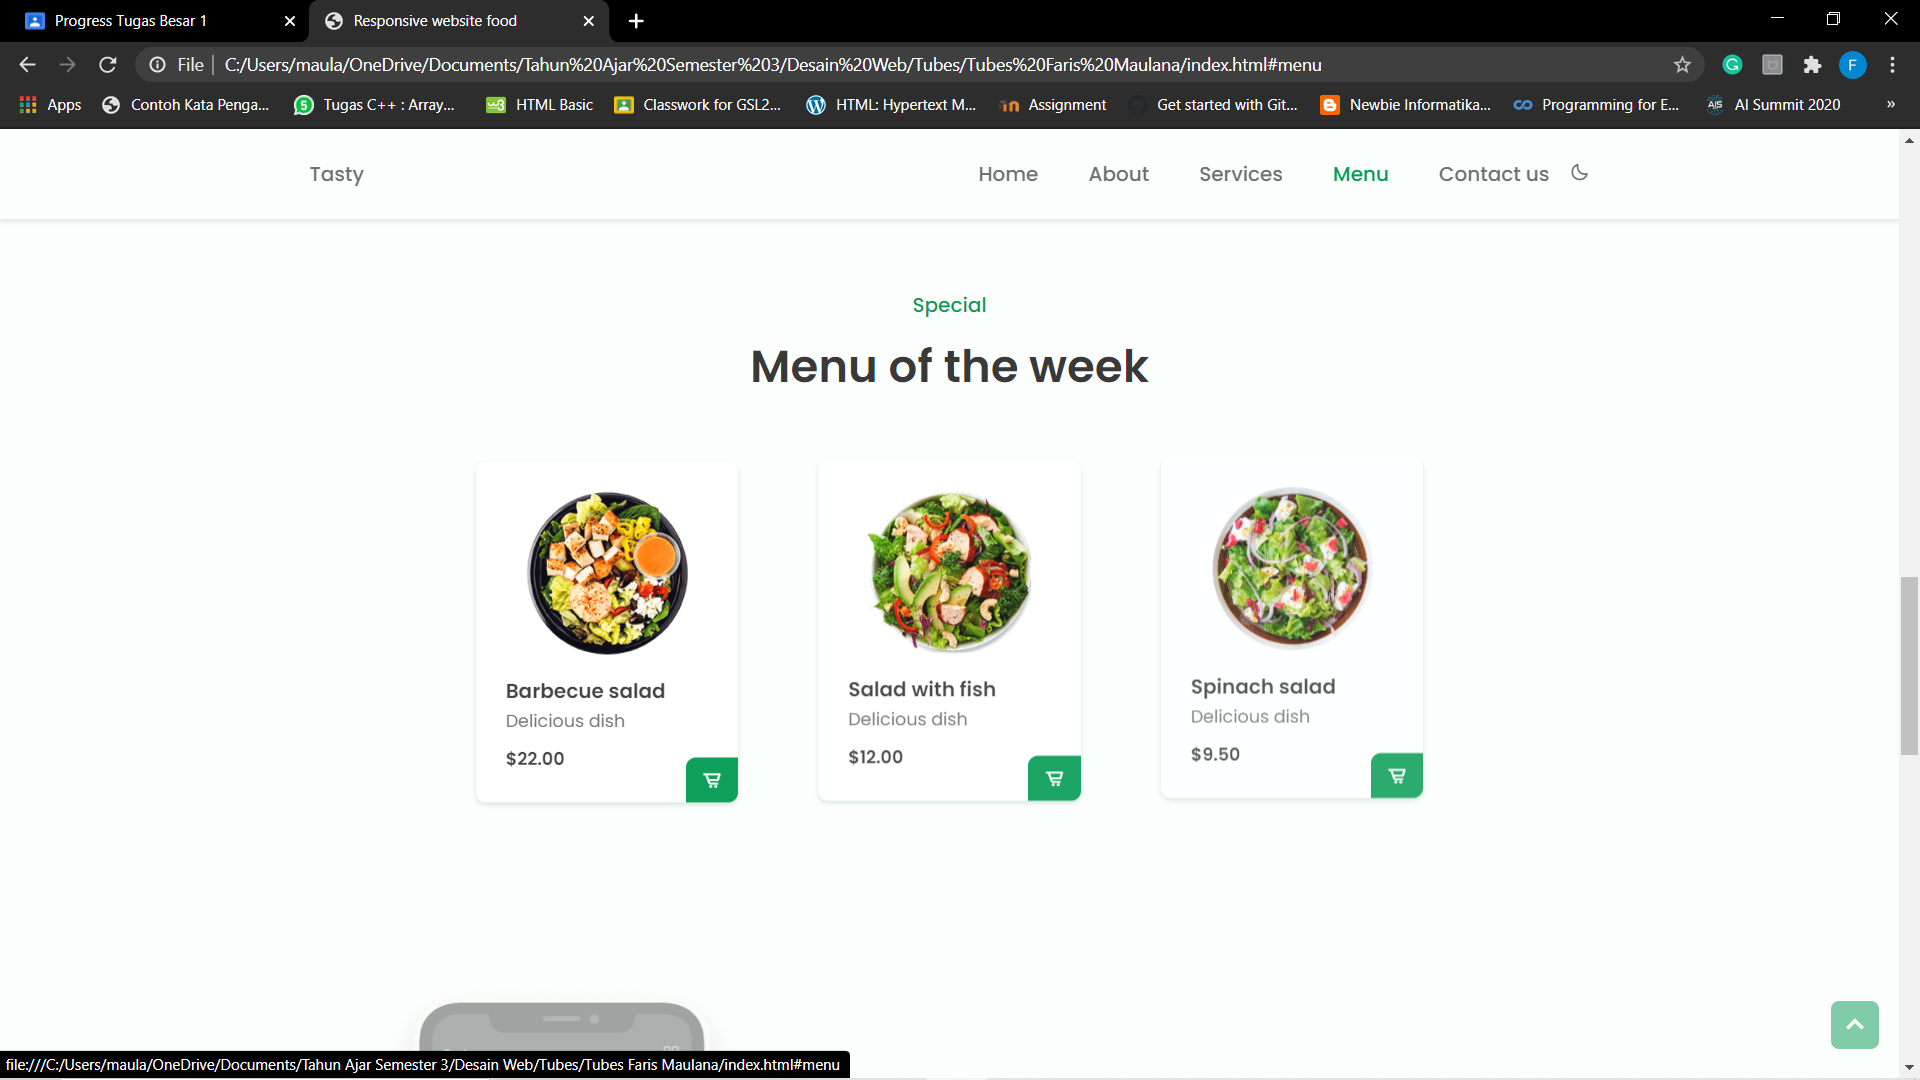 Progress Tugas Besar 1
Responsive website food
File
C:/Users/maula/OneDrive/Documents/Tahun%20Ajar%20Semester%203/Desain%20Web/Tubes/Tubes%20Faris%20Maulana/index.html#menu
F
Apps
Contoh Kata Penga...
Tugas C++ : Array...
HTML Basic
Classwork for GSL2...
HTML: Hypertext M...
Assignment
Get started with Git...
Newbie Informatika...
Programming for E...
AI Summit 2020
»
Tasty
Home
About
Services
Menu
Contact us
Special
Menu of the week
Barbecue salad
Delicious dish
$22.00
Salad with fish
Delicious dish
$12.00
Spinach salad
Delicious dish
$9.50
file:///C:/Users/maula/OneDrive/Documents/Tahun Ajar Semester 3/Desain Web/Tubes/Tubes Faris Maulana/index.html#menu